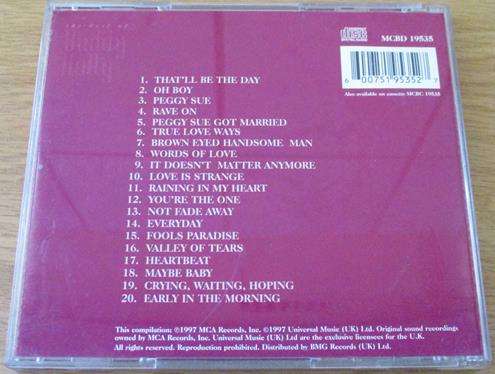 MCBD 19535
6 00751 95352 7
Also available on cassette MCBC 19535
1. THAT'LL BE THE DAY
2. OH BOY
3. PEGGY SUE
4. RAVE ON
5. PEGGY SUE GOT MARRIED
6. TRUE LOVE WAYS
7. BROWN EYED HANDSOME MAN
8. WORDS OF LOVE
9. IT DOESN'T MATTER ANYMORE
10. LOVE IS STRANGE
11. RAINING IN MY HEART
12. YOU'RE THE ONE
13. NOT FADE AWAY
14. EVERYDAY
15. FOOLS PARADISE
16. VALLEY OF TEARS
17. HEARTBEAT
18. MAYBE BABY
19. CRYING, WAITING, HOPING
20. EARLY IN THE MORNING
This compilation; ℗1997 MCA Records, Inc. ©1997 Universal Music (UK) Ltd. Original sound recordings
owned by MCA Records, Inc. Universal Music (UK) Ltd are the exclusive licensees for the U.K.
All rights reserved. Reproduction prohibited. Distributed by BMG Records (UK) Ltd.